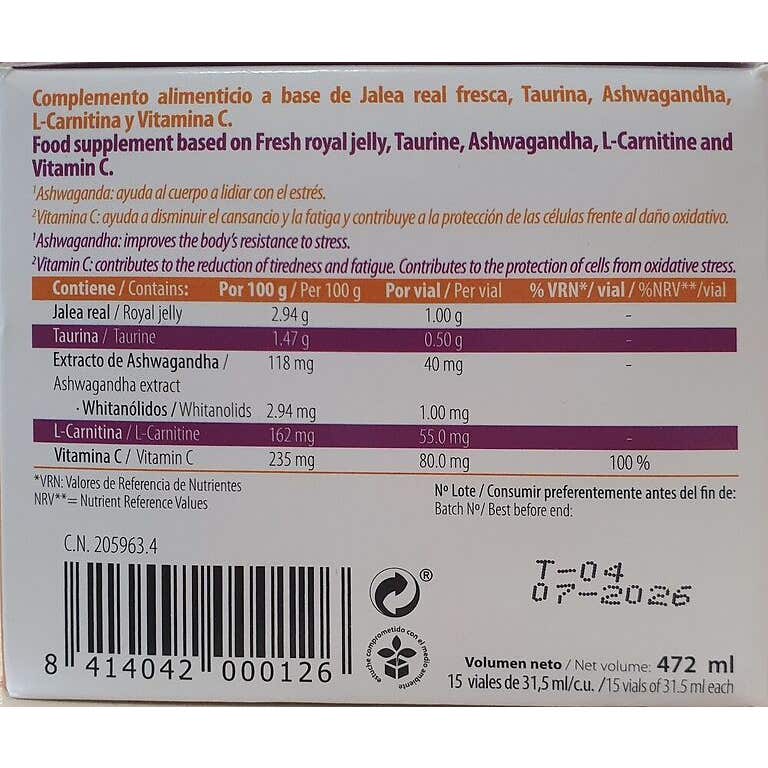 Complemento alimenticio a base de Jalea real fresca, Taurina, Ashwagandha,
L-Carnitina y Vitamina C.
Food supplement based on Fresh royal jelly, Taurine, Ashwagandha, L-Carnitine and
Vitamin C.
¹Ashwaganda: ayuda al cuerpo a lidiar con el estrés.
²Vitamina C: ayuda a disminuir el cansancio y la fatiga y contribuye a la protección de las células frente al daño oxidativo.
¹Ashwagandha: improves the body's resistance to stress.
²Vitamin C: contributes to the reduction of tiredness and fatigue. Contributes to the protection of cells from oxidative stress.
Contiene / Contains: Por 100 g / Per 100 g Por vial / Per vial % VRN*/ vial / %NRV**/vial
Jalea real / Royal jelly 2.94 g 1.00 g -
Taurina / Taurine 1.47 g 0.50 g -
Extracto de Ashwagandha / 118 mg 40 mg -
Ashwagandha extract
· Whitanólidos / Whitanolids 2.94 mg 1.00 mg
L-Carnitina / L-Carnitine 162 mg 55.0 mg -
Vitamina C / Vitamin C 235 mg 80.0 mg 100 %
*VRN: Valores de Referencia de Nutrientes
NRV**= Nutrient Reference Values
Nº Lote / Consumir preferentemente antes del fin de:
Batch Nº/ Best before end:
C.N. 205963.4
T-04
07-2026
®
estuche comprometido con el medio ambiente
8 414042 000126
Volumen neto / Net volume: 472 ml
15 viales de 31,5 ml/c.u. /15 vials of 31.5 ml each